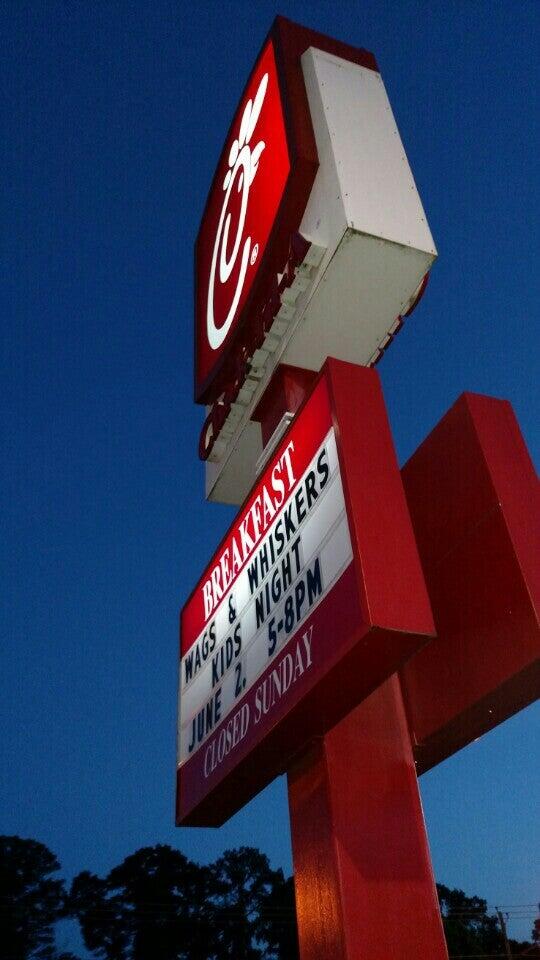 ®
BREAKFAST
WAGS & WHISKERS
KIDS NIGHT
JUNE 2, 5-8PM
CLOSED SUNDAY